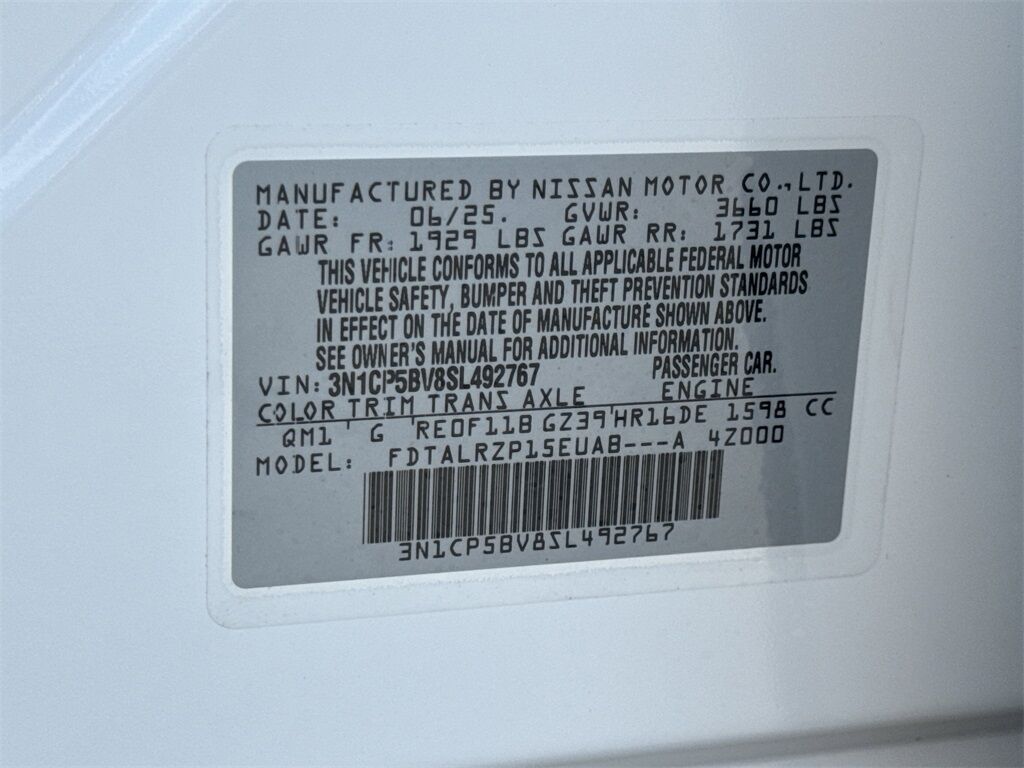 MANUFACTURED BY NISSAN MOTOR CO.,LTD.
DATE: 06/25. GVWR: 3660 LBS
GAWR FR: 1929 LBS GAWR RR: 1731 LBS
THIS VEHICLE CONFORMS TO ALL APPLICABLE FEDERAL MOTOR
VEHICLE SAFETY, BUMPER AND THEFT PREVENTION STANDARDS
IN EFFECT ON THE DATE OF MANUFACTURE SHOWN ABOVE.
SEE OWNER'S MANUAL FOR ADDITIONAL INFORMATION.
VIN: 3N1CP5BV8SL492767 PASSENGER CAR.
COLOR TRIM TRANS AXLE ENGINE
QM1 G RE0F11B GZ39 HR16DE 1598 CC
MODEL: FDTALRZP15EUAB---A 4Z000
3N1CP5BV8SL492767